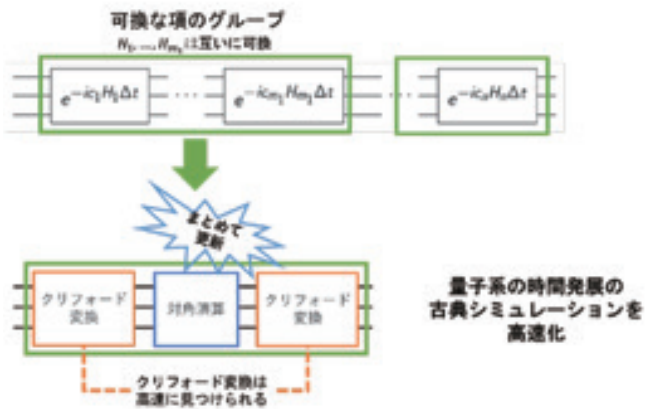 可換な項のグループ
H₁, ..., Hₘ₁は互いに可換
e^{-ic₁H₁Δt} ... e^{-icₘ₁Hₘ₁Δt} ... e^{-icₙHₙΔt}
まとめて
更新
クリフォード
変換
対角演算
クリフォード
変換
量子系の時間発展の
古典シミュレーションを
高速化
クリフォード変換は
高速に見つけられる